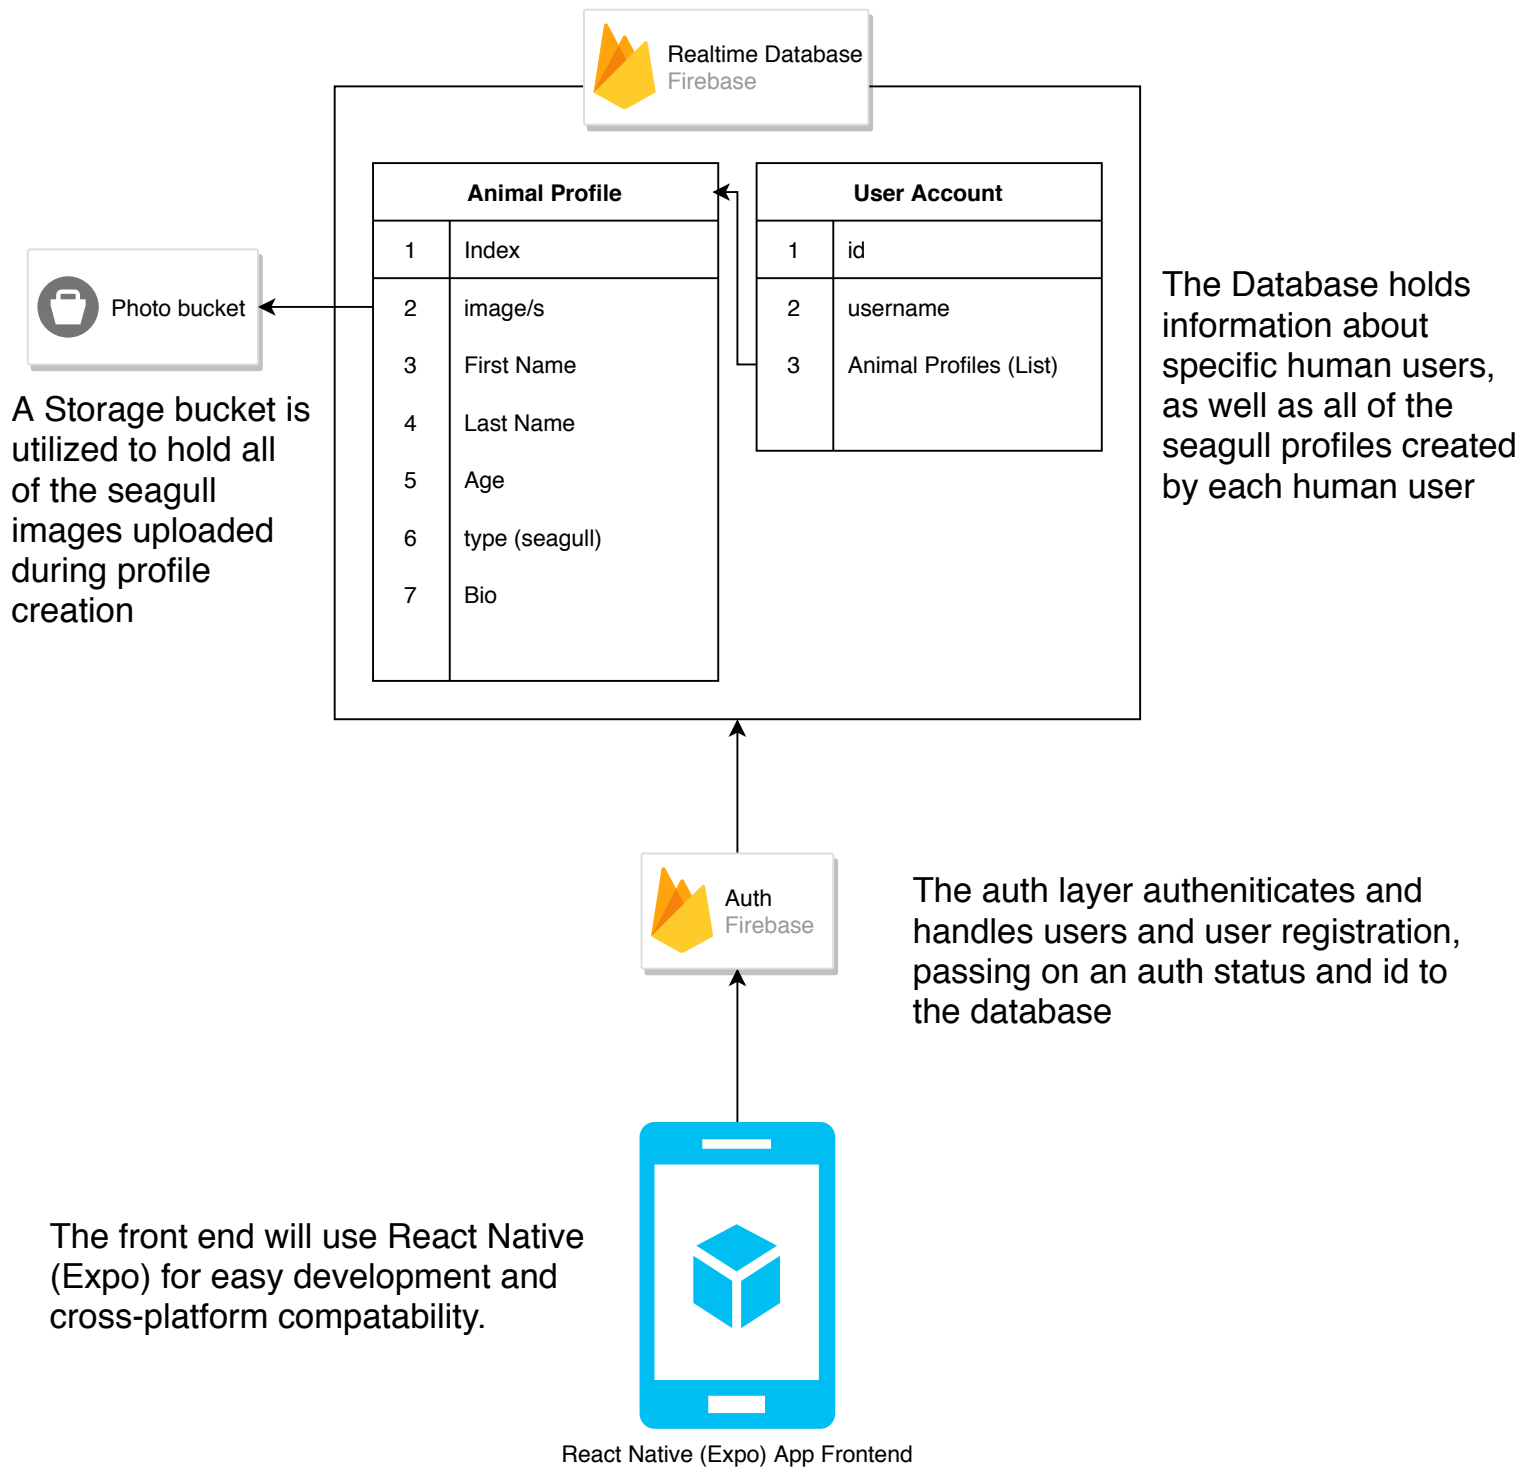 Realtime Database
Firebase
Animal Profile
1 Index
2 image/s
3 First Name
4 Last Name
5 Age
6 type (seagull)
7 Bio
User Account
1 id
2 username
3 Animal Profiles (List)
Photo bucket
A Storage bucket is
utilized to hold all
of the seagull
images uploaded
during profile
creation
The Database holds
information about
specific human users,
as well as all of the
seagull profiles created
by each human user
Auth
Firebase
The auth layer autheniticates and
handles users and user registration,
passing on an auth status and id to
the database
The front end will use React Native
(Expo) for easy development and
cross-platform compatability.
React Native (Expo) App Frontend